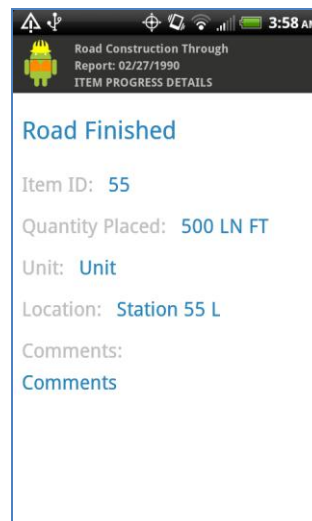 3:58 AM
Road Construction Through
Report: 02/27/1990
ITEM PROGRESS DETAILS
Road Finished
Item ID: 55
Quantity Placed: 500 LN FT
Unit: Unit
Location: Station 55 L
Comments:
Comments